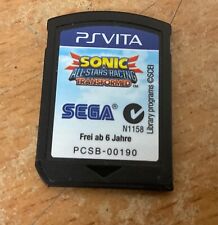 PSVITA
SONIC
ALL-STARS RACING
TRANSFORMED
SEGA
N1158
Frei ab 6 Jahre
PCSB-00190
Library programs ©SCEI